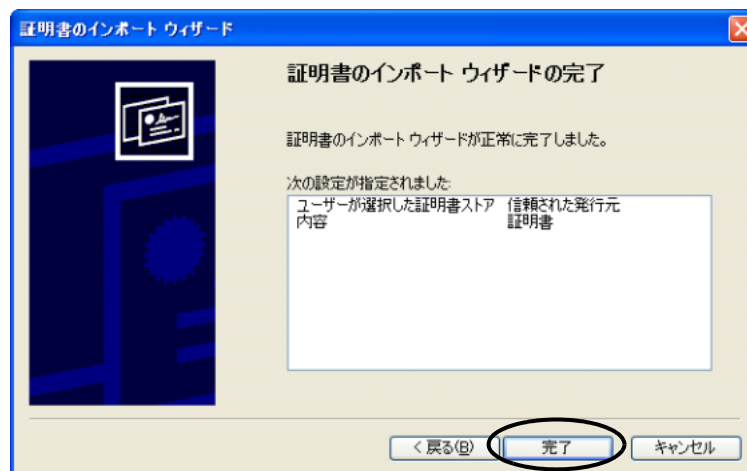 証明書のインポート ウィザード
証明書のインポート ウィザードの完了
証明書のインポート ウィザードが正常に完了しました。
次の設定が指定されました:
ユーザーが選択した証明書ストア 信頼された発行元
内容 証明書
< 戻る(B) 完了 キャンセル